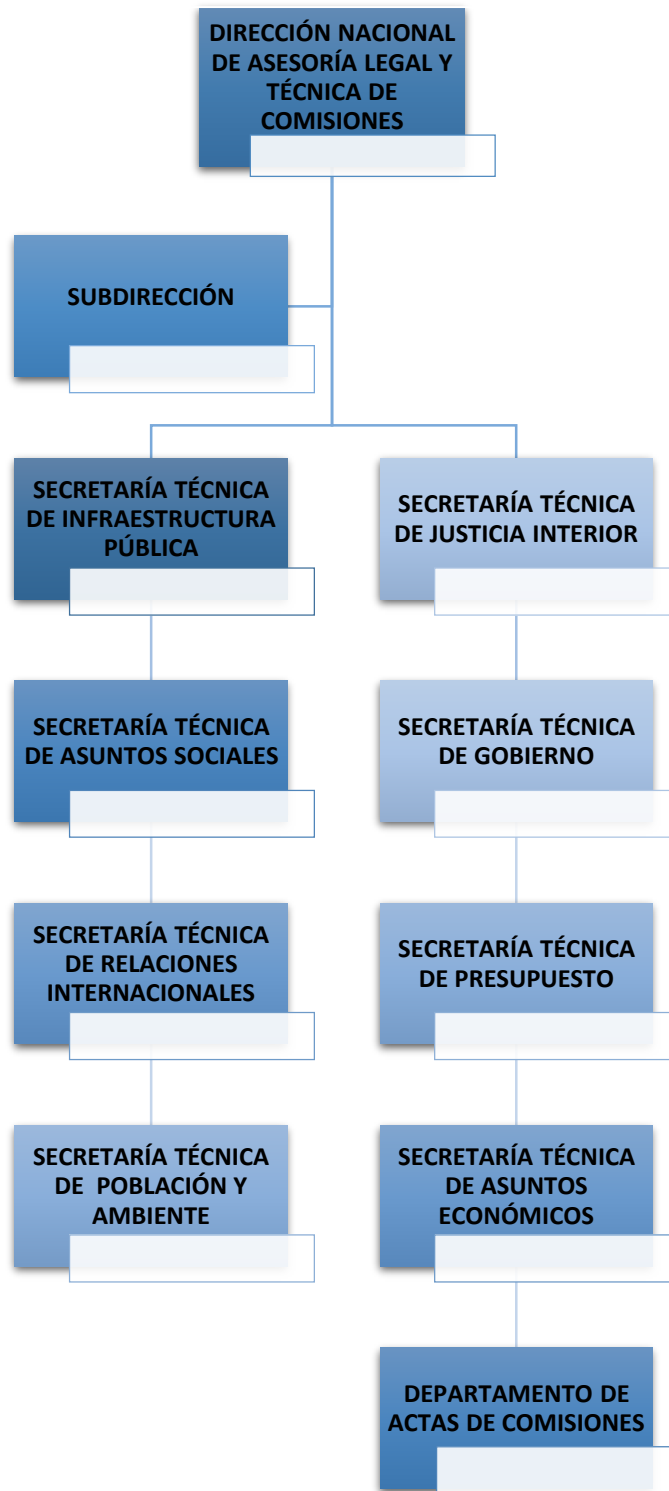 DIRECCIÓN NACIONAL
DE ASESORÍA LEGAL Y
TÉCNICA DE
COMISIONES
SUBDIRECCIÓN
SECRETARÍA TÉCNICA
DE INFRAESTRUCTURA
PÚBLICA
SECRETARÍA TÉCNICA
DE JUSTICIA INTERIOR
SECRETARÍA TÉCNICA
DE ASUNTOS SOCIALES
SECRETARÍA TÉCNICA
DE GOBIERNO
SECRETARÍA TÉCNICA
DE RELACIONES
INTERNACIONALES
SECRETARÍA TÉCNICA
DE PRESUPUESTO
SECRETARÍA TÉCNICA
DE POBLACIÓN Y
AMBIENTE
SECRETARÍA TÉCNICA
DE ASUNTOS
ECONÓMICOS
DEPARTAMENTO DE
ACTAS DE COMISIONES